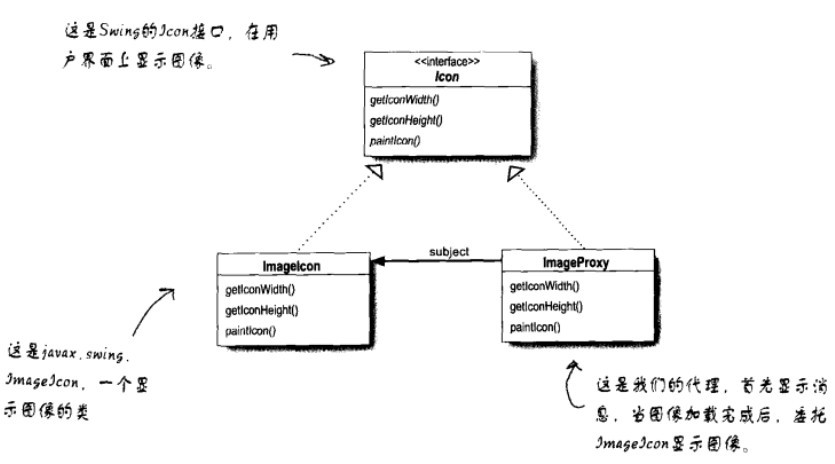 这是Swing的Icon接口，在用
户界面上显示图像。
<<interface>>
Icon
getIconWidth()
getIconHeight()
paintIcon()
subject
ImageIcon
getIconWidth()
getIconHeight()
paintIcon()
ImageProxy
getIconWidth()
getIconHeight()
paintIcon()
这是javax.swing.
ImageIcon，一个显
示图像的类
这是我们的代理，首先显示消
息，当图像加载完成后，委托
ImageIcon显示图像。